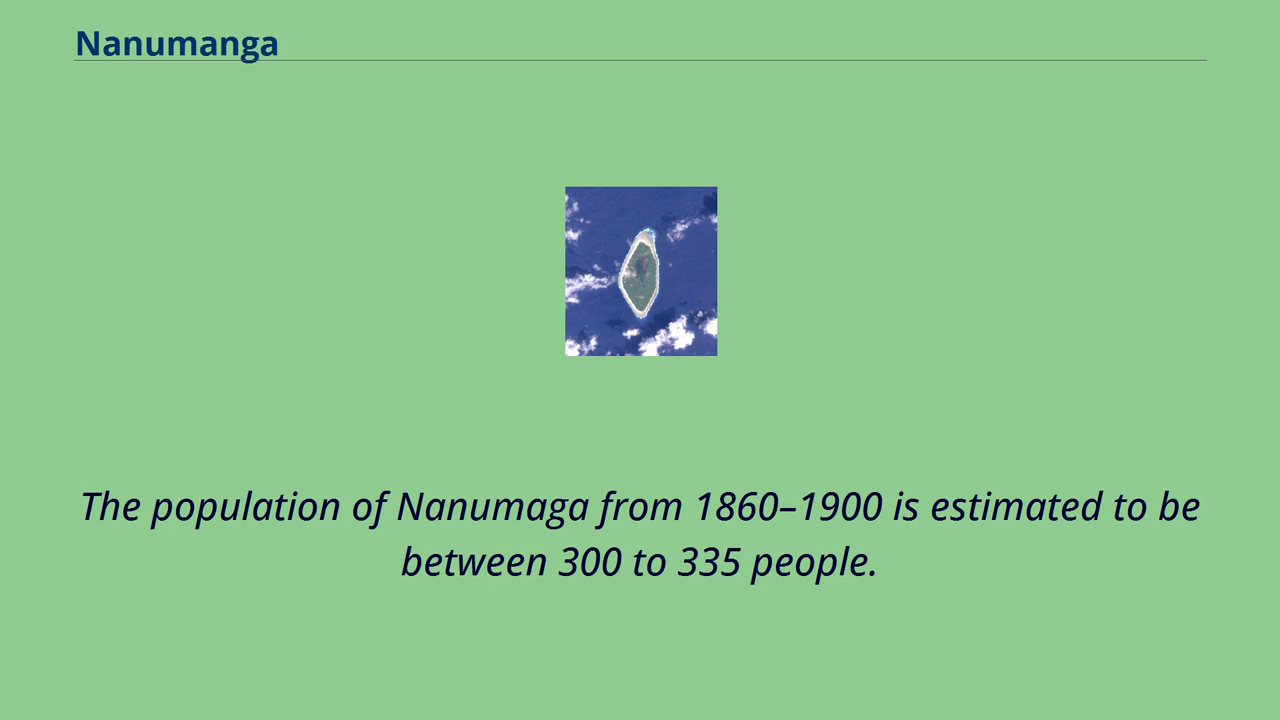 Nanumanga
The population of Nanumaga from 1860–1900 is estimated to be
between 300 to 335 people.